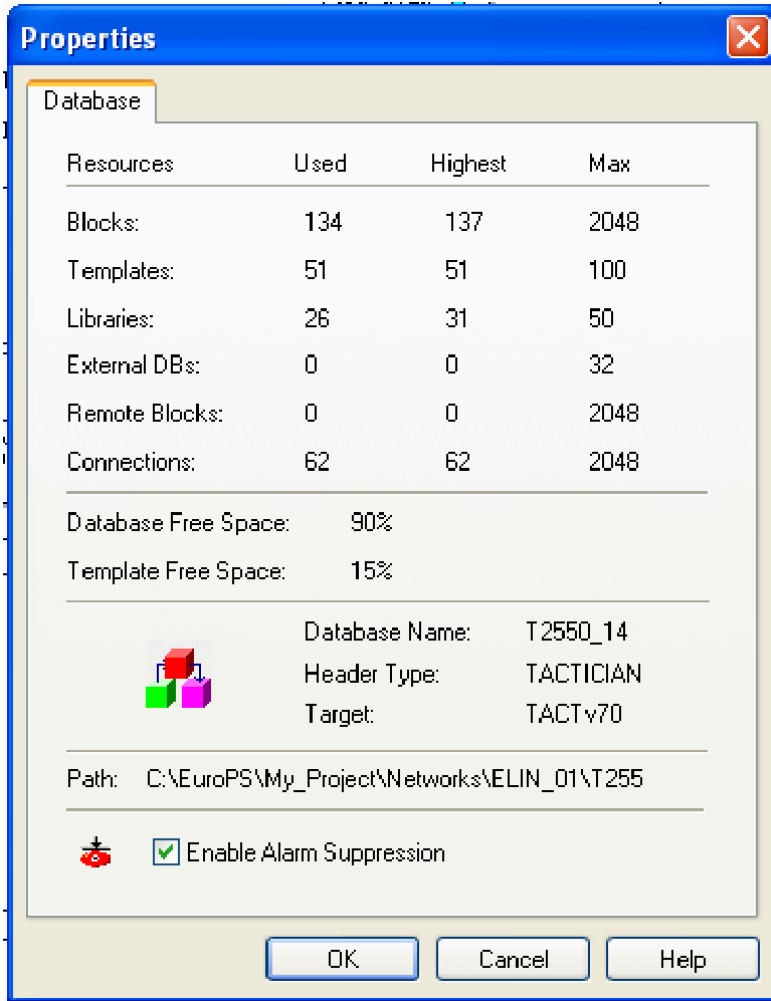 Properties
Database
Resources Used Highest Max
Blocks: 134 137 2048
Templates: 51 51 100
Libraries: 26 31 50
External DBs: 0 0 32
Remote Blocks: 0 0 2048
Connections: 62 62 2048
Database Free Space: 90%
Template Free Space: 15%
Database Name: T2550_14
Header Type: TACTICIAN
Target: TACTv70
Path: C:\EuroPS\My_Project\Networks\ELIN_01\T255
Enable Alarm Suppression
OK Cancel Help